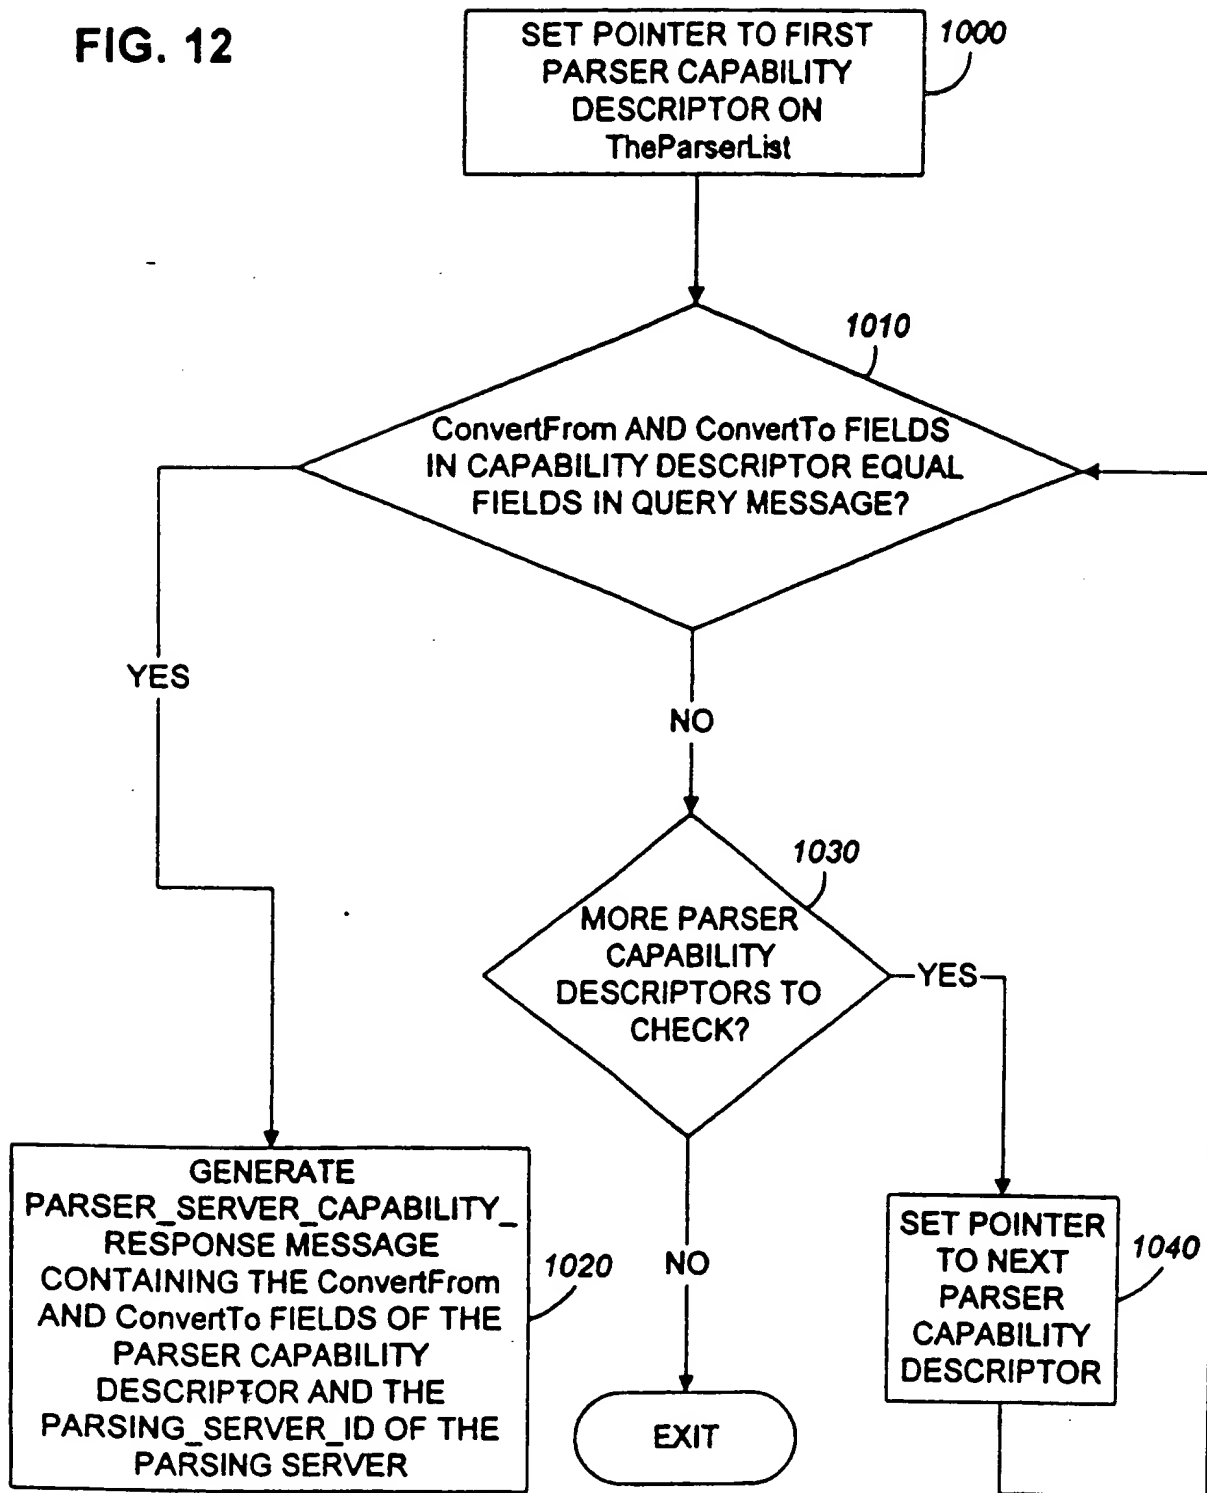 FIG. 12
SET POINTER TO FIRST
PARSER CAPABILITY
DESCRIPTOR ON
TheParserList
1000
1010
ConvertFrom AND ConvertTo FIELDS
IN CAPABILITY DESCRIPTOR EQUAL
FIELDS IN QUERY MESSAGE?
YES
NO
1030
MORE PARSER
CAPABILITY
DESCRIPTORS TO
CHECK?
YES
GENERATE
PARSER_SERVER_CAPABILITY_
RESPONSE MESSAGE
CONTAINING THE ConvertFrom
AND ConvertTo FIELDS OF THE
PARSER CAPABILITY
DESCRIPTOR AND THE
PARSING_SERVER_ID OF THE
PARSING SERVER
1020
NO
EXIT
SET POINTER
TO NEXT
PARSER
CAPABILITY
DESCRIPTOR
1040